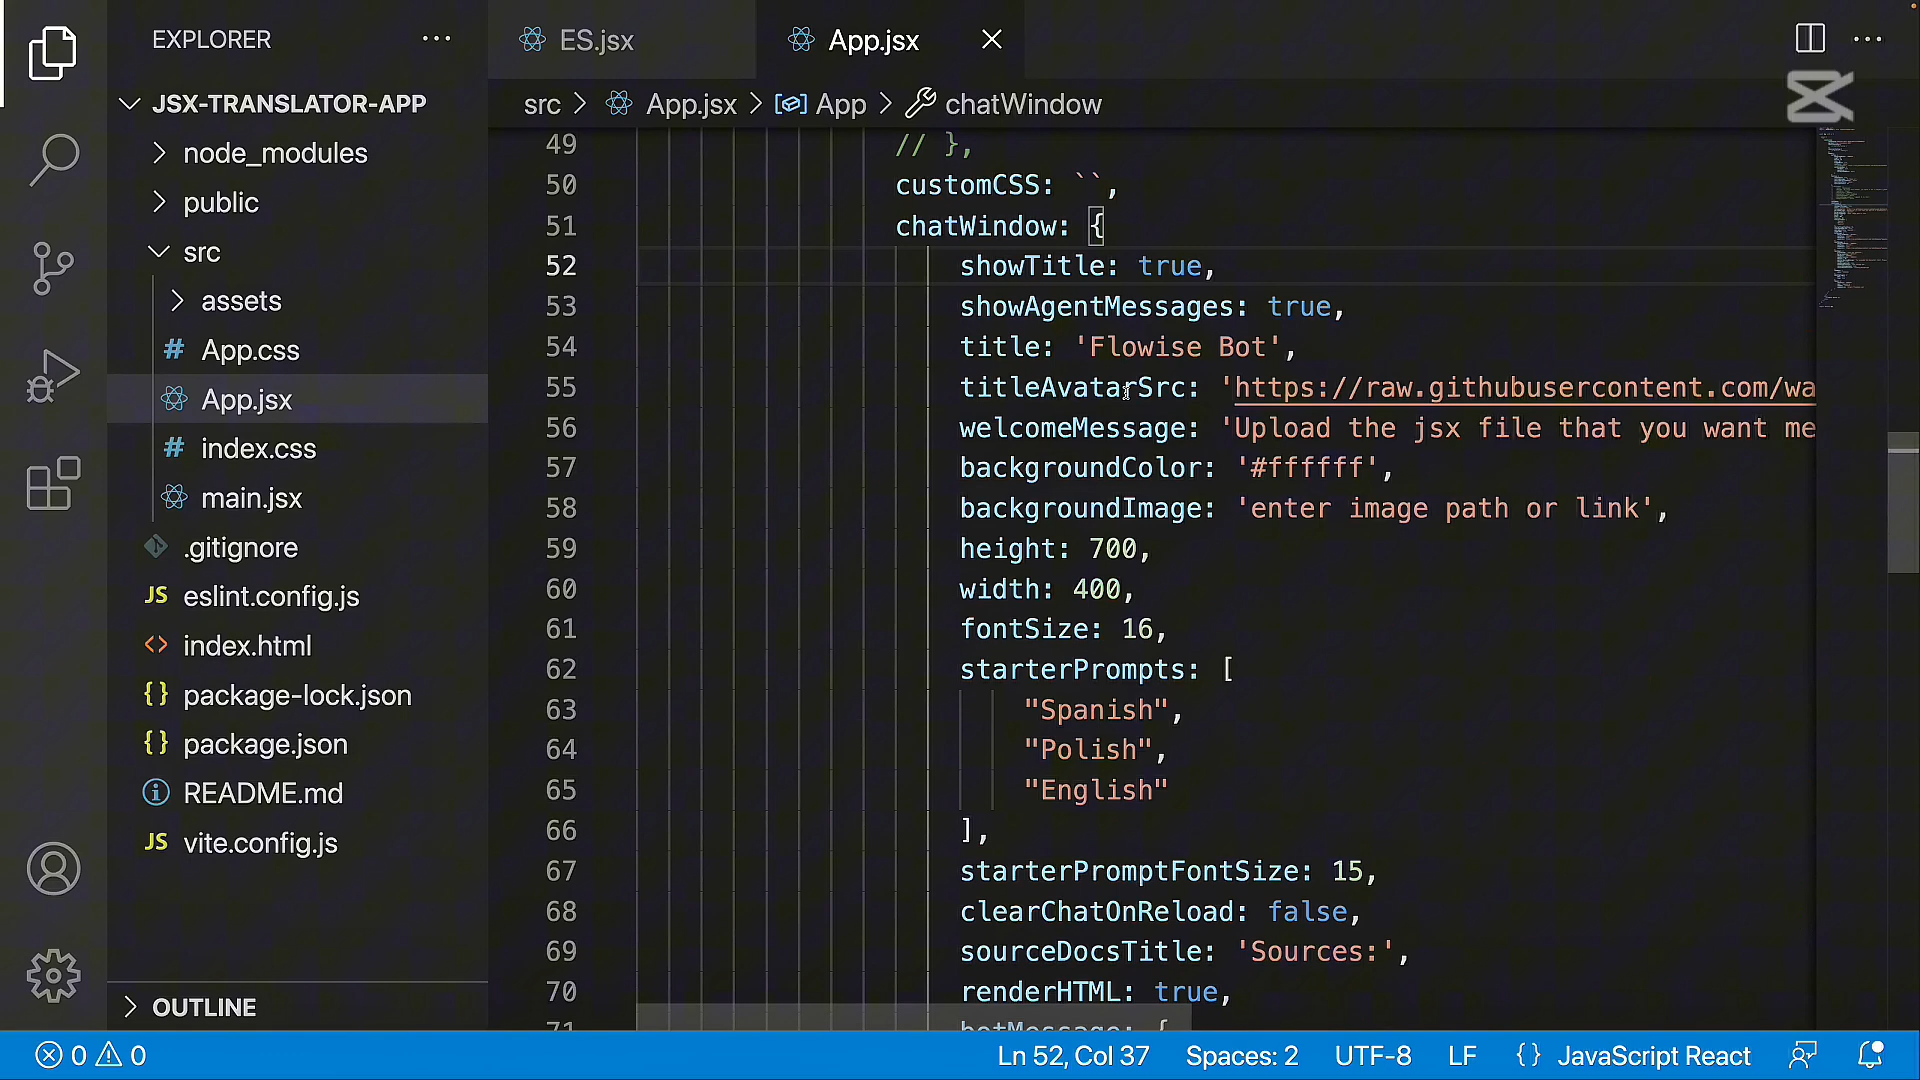 EXPLORER
JSX-TRANSLATOR-APP
node_modules
public
src
assets
App.css
App.jsx
index.css
main.jsx
.gitignore
JS eslint.config.js
index.html
package-lock.json
package.json
README.md
JS vite.config.js
OUTLINE
ES.jsx
App.jsx
src > App.jsx > App > chatWindow
49 // },
50 customCSS: ``,
51 chatWindow: {
52 showTitle: true,
53 showAgentMessages: true,
54 title: 'Flowise Bot',
55 titleAvatarSrc: 'https://raw.githubusercontent.com/wa
56 welcomeMessage: 'Upload the jsx file that you want me
57 backgroundColor: '#ffffff',
58 backgroundImage: 'enter image path or link',
59 height: 700,
60 width: 400,
61 fontSize: 16,
62 starterPrompts: [
63 "Spanish",
64 "Polish",
65 "English"
66 ],
67 starterPromptFontSize: 15,
68 clearChatOnReload: false,
69 sourceDocsTitle: 'Sources:',
70 renderHTML: true,
71 botMessage: {
0 0
Ln 52, Col 37
Spaces: 2
UTF-8
LF
{} JavaScript React